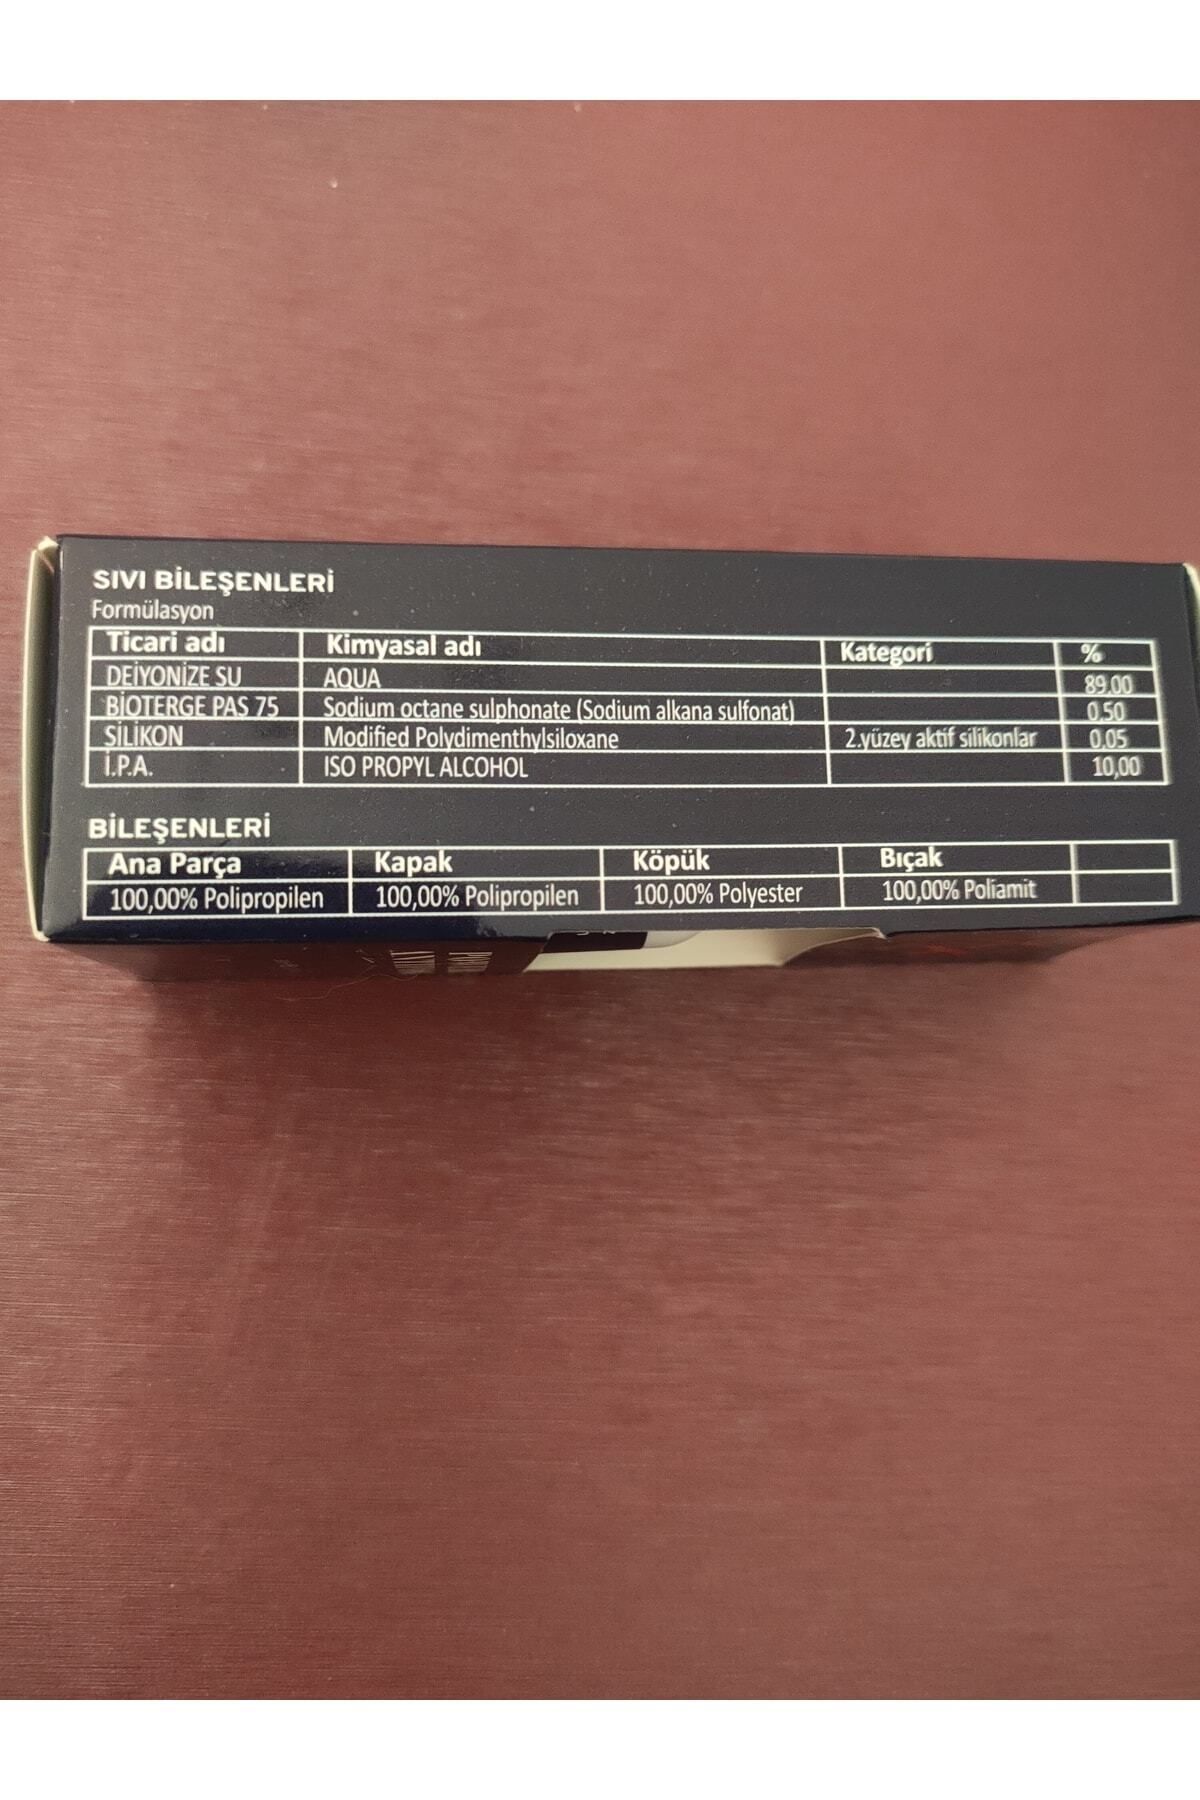 SIVI BİLEŞENLERİ
Formülasyon
Ticari adı Kimyasal adı Kategori %
DEİYONİZE SU AQUA 89.00
BİOTERGE PAS 75 Sodium octane sulphonate (Sodium alkana sulfonat) 0.50
SİLİKON Modified Polydimenthylsiloxane 2.yüzey aktif silikonlar 0,05
İ.P.A. ISO PROPYL ALCOHOL 10,00
BİLEŞENLERİ
Ana Parça Kapak Köpük Bıçak
100,00% Polipropilen 100,00% Polipropilen 100,00% Polyester 100,00% Poliamit